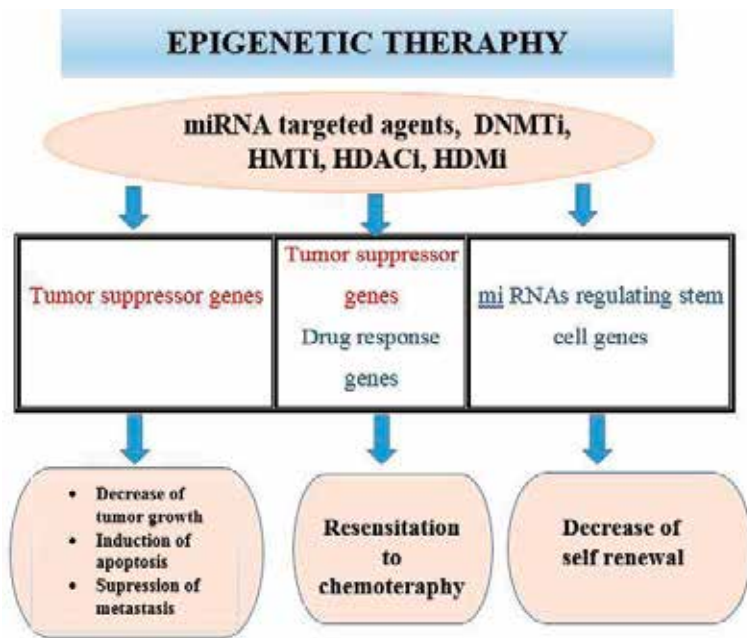 EPIGENETIC THERAPHY
miRNA targeted agents, DNMTi,
HMTi, HDACi, HDMi
Tumor suppressor genes
Tumor suppressor
genes
Drug response
genes
mi RNAs regulating stem
cell genes
• Decrease of
tumor growth
• Induction of
apoptosis
• Supression of
metastasis
Resensitation
to
chemoteraphy
Decrease of
self renewal